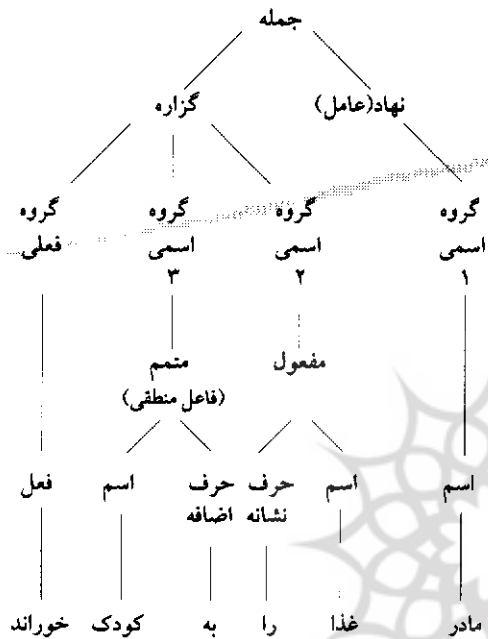 جمله
نهاد(عامل) گزاره
گروه گروه گروه گروه
اسمی اسمی اسمی فعلی
۱ ۲ ۳
مفعول متمم
(فاعل منطقی)
اسم اسم حرف حرف اسم فعل
نشانه اضافه
مادر غذا را به کودک خوراند